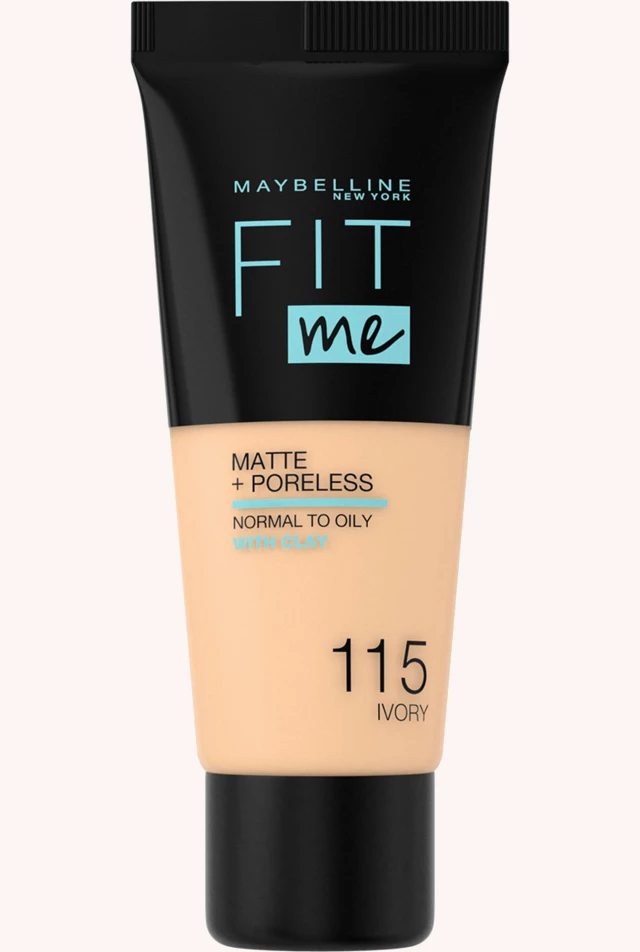 MAYBELLINE
NEW YORK
FIT
me
MATTE
+ PORELESS
NORMAL TO OILY
WITH CLAY
115
IVORY